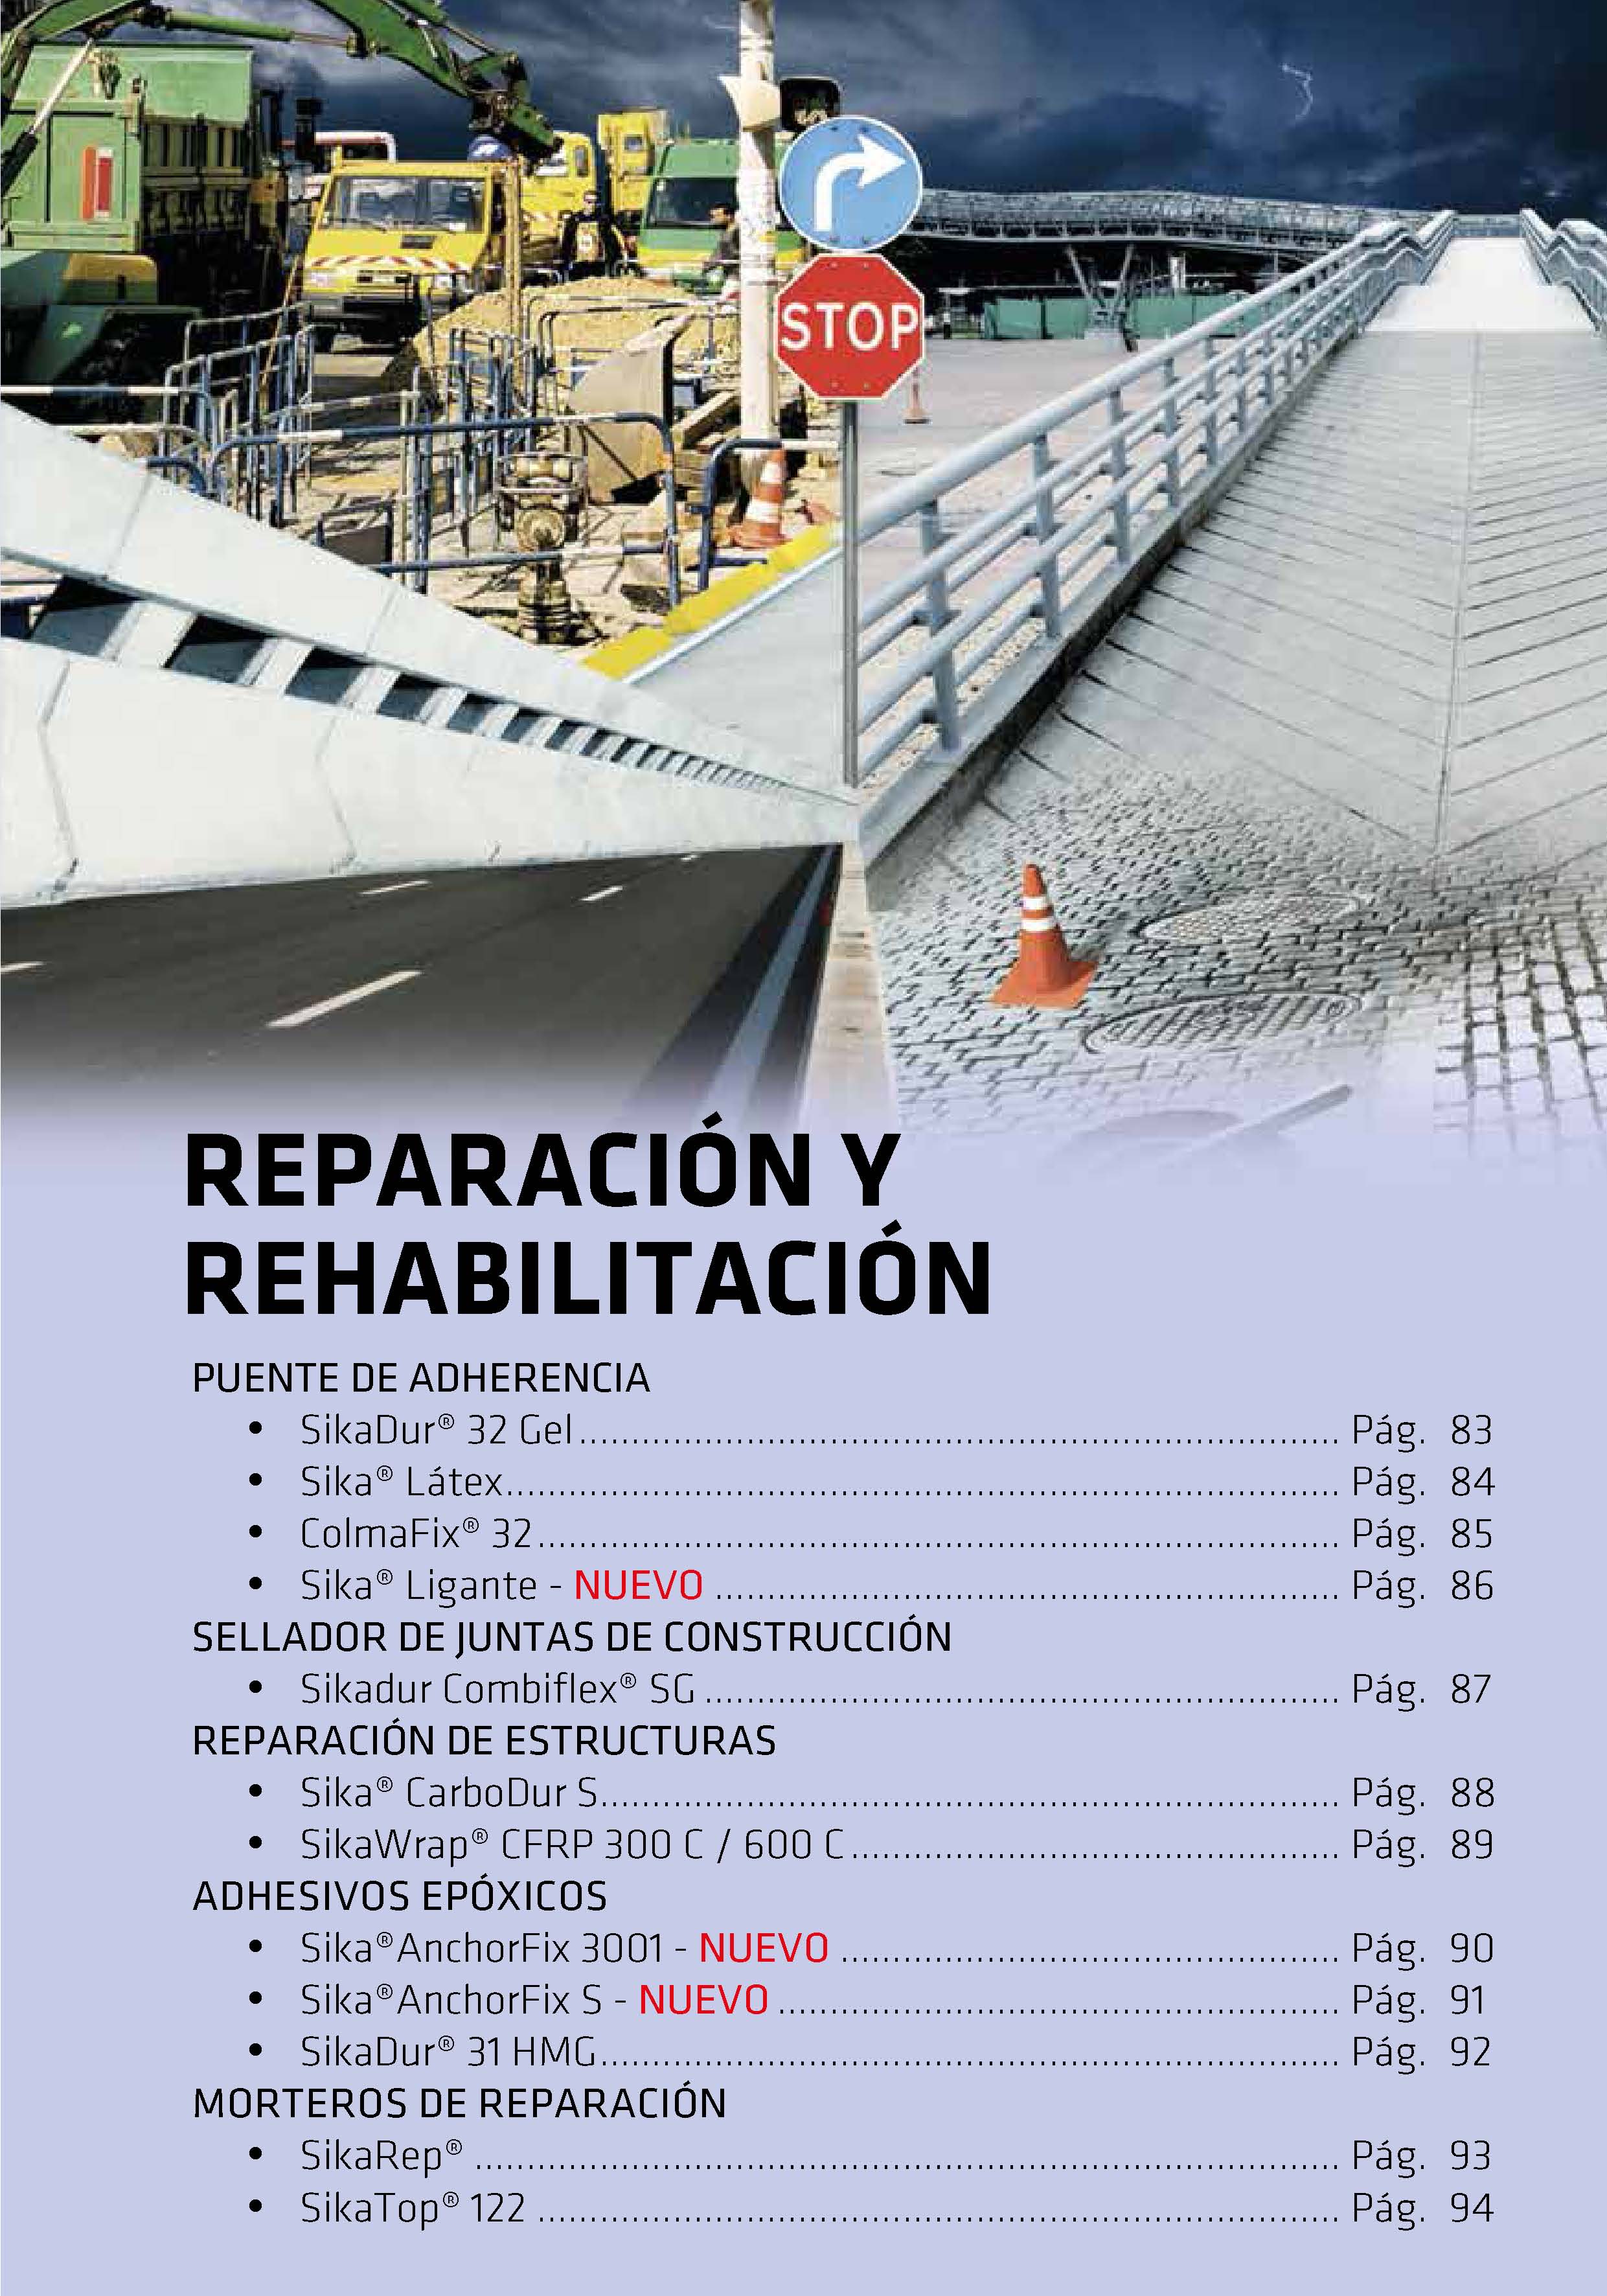 STOP
REPARACIÓN Y
REHABILITACIÓN
PUENTE DE ADHERENCIA
• SikaDur® 32 Gel ........ Pág. 83
• Sika® Látex ........ Pág. 84
• ColmaFix® 32 ........ Pág. 85
• Sika® Ligante - NUEVO ........ Pág. 86
SELLADOR DE JUNTAS DE CONSTRUCCIÓN
• Sikadur Combiflex® SG ........ Pág. 87
REPARACIÓN DE ESTRUCTURAS
• Sika® CarboDur S ........ Pág. 88
• SikaWrap® CFRP 300 C / 600 C ........ Pág. 89
ADHESIVOS EPÓXICOS
• Sika®AnchorFix 3001 - NUEVO ........ Pág. 90
• Sika®AnchorFix S - NUEVO ........ Pág. 91
• SikaDur® 31 HMG ........ Pág. 92
MORTEROS DE REPARACIÓN
• SikaRep® ........ Pág. 93
• SikaTop® 122 ........ Pág. 94